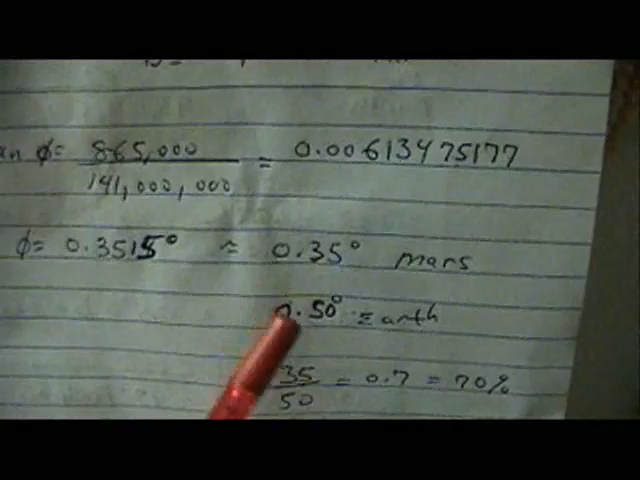 an φ = 865,000 / 141,000,000 = 0.00613475177
φ = 0.3515° ≈ 0.35° mars
0.50° = earth
35 / 50 = 0.7 = 70%